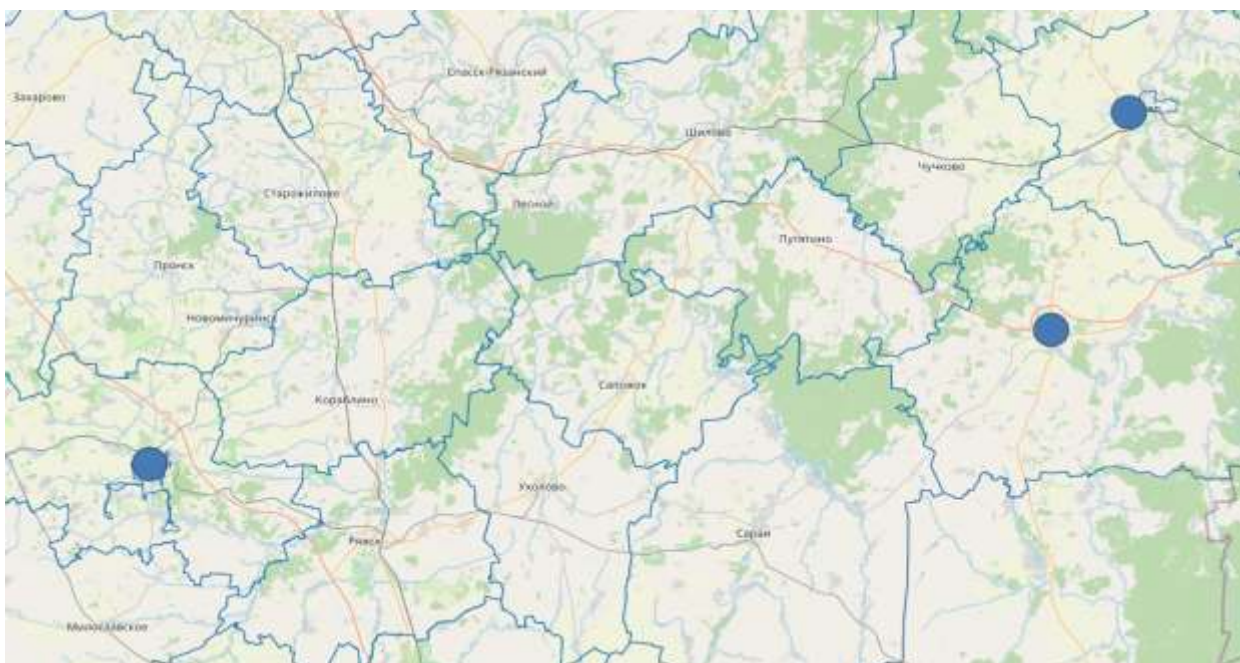 Спасск-Рязанский
Захарово
Шилово
Чучково
Старожилово
Лесной
Путятино
Пронск
Новомичуринск
Сапожок
Кораблино
Ухолово
Сараи
Ряжск
Милославское